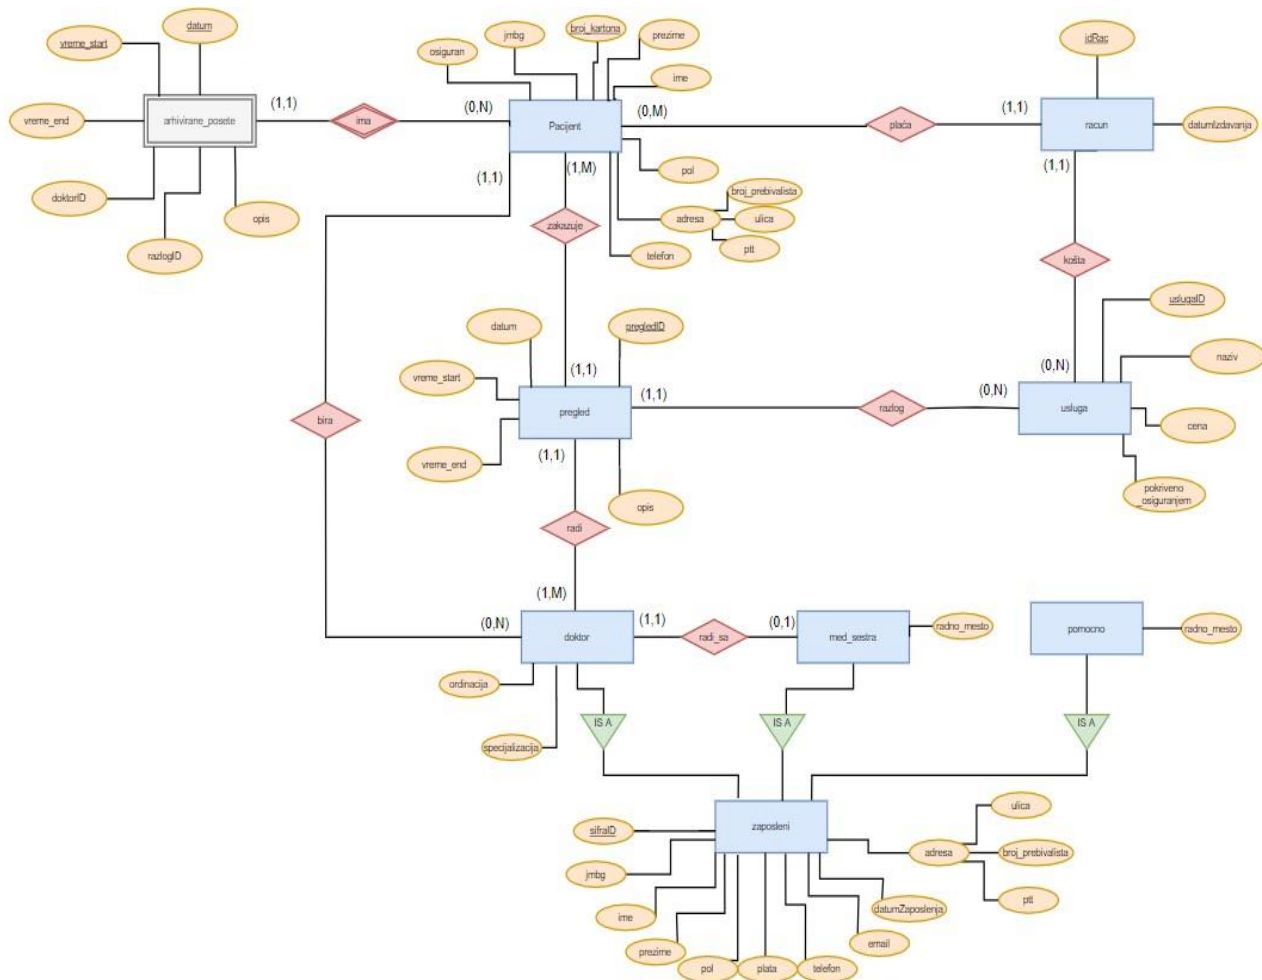 datum
vreme_start
vreme_end
arhivirane_posete
doktorID
razlogID
opis
(1,1)
ima
(0,N)
osiguran
jmbg
broj_kartona
prezime
ime
Pacijent
(0,M)
(1,1)
(1,M)
pol
adresa
broj_prebivalista
ulica
ptt
telefon
plaća
(1,1)
idRac
racun
datumIzdavanja
(1,1)
košta
zakazuje
bira
datum
pregledID
vreme_start
(1,1)
pregled
(1,1)
vreme_end
(1,1)
opis
razlog
(0,N)
(0,N)
uslugaID
naziv
usluga
cena
pokriveno
_osiguranjem
radi
(1,M)
(0,N)
doktor
(1,1)
radi_sa
(0,1)
med_sestra
radno_mesto
pomocno
radno_mesto
ordinacija
specijalizacija
IS A
IS A
IS A
zaposleni
sifraID
jmbg
ime
prezime
pol
plata
telefon
email
datumZaposlenja
adresa
ulica
broj_prebivalista
ptt